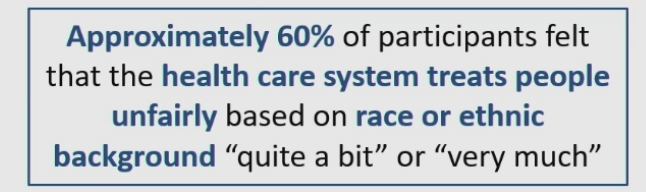 Approximately 60% of participants felt
that the health care system treats people
unfairly based on race or ethnic
background “quite a bit” or “very much”